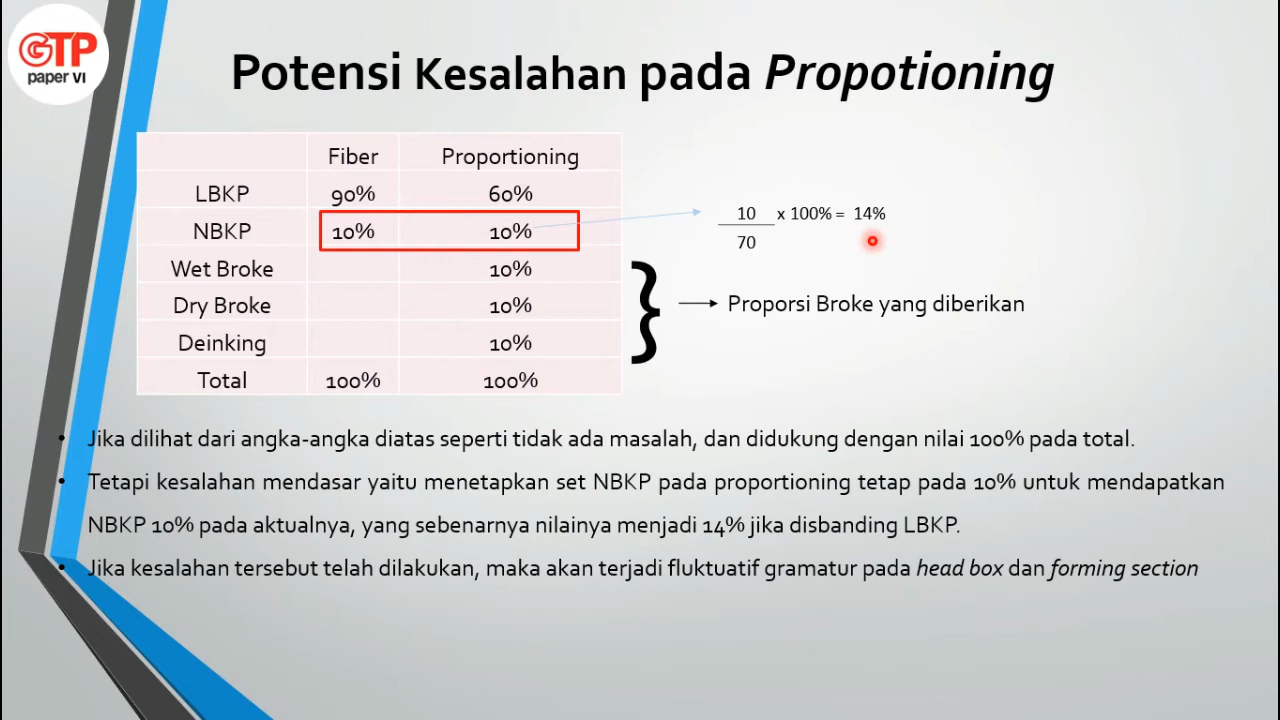 GTP
paper VI
Potensi Kesalahan pada Propotioning
Fiber Proportioning
LBKP 90% 60%
NBKP 10% 10%
Wet Broke 10%
Dry Broke 10%
Deinking 10%
Total 100% 100%
10 x 100% = 14%
70
Proporsi Broke yang diberikan
• Jika dilihat dari angka-angka diatas seperti tidak ada masalah, dan didukung dengan nilai 100% pada total.
• Tetapi kesalahan mendasar yaitu menetapkan set NBKP pada proportioning tetap pada 10% untuk mendapatkan
NBKP 10% pada aktualnya, yang sebenarnya nilainya menjadi 14% jika disbanding LBKP.
• Jika kesalahan tersebut telah dilakukan, maka akan terjadi fluktuatif gramatur pada head box dan forming section